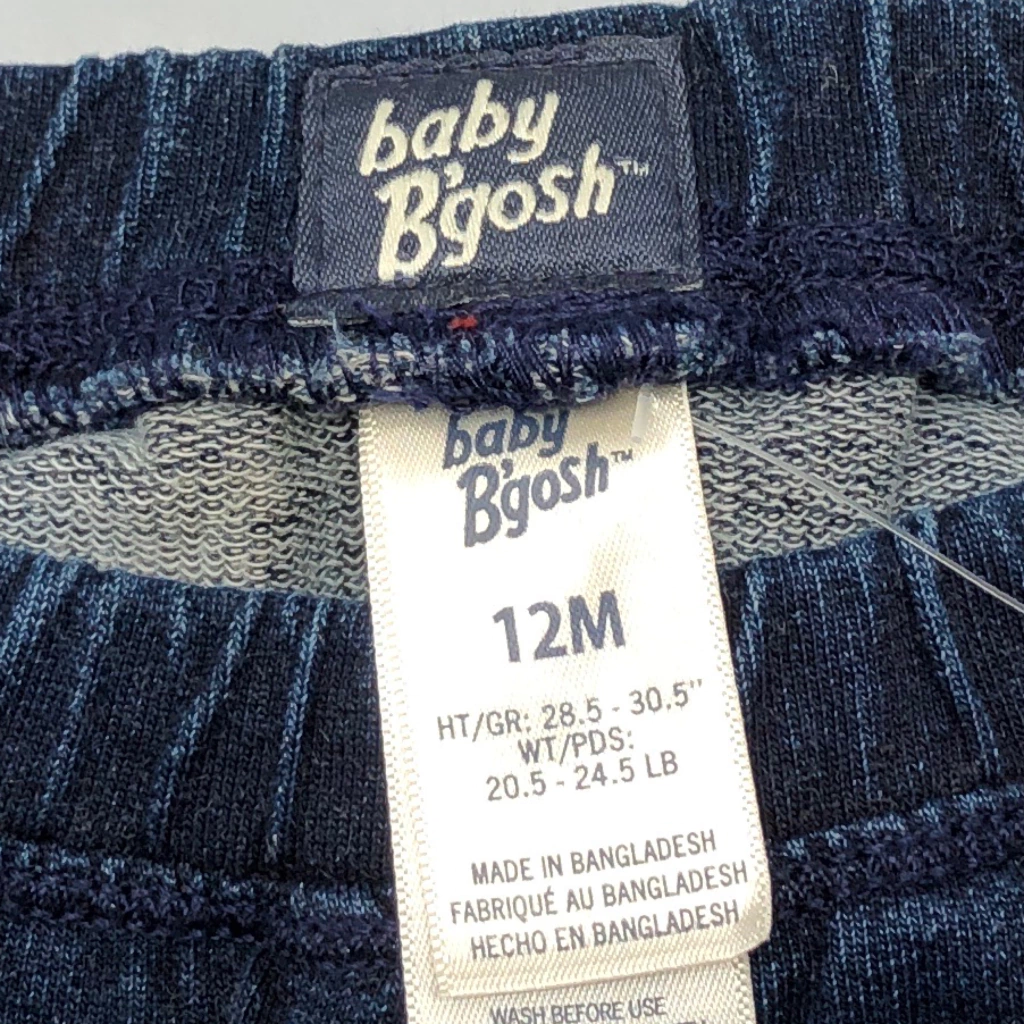 baby
B'gosh™
baby
B'gosh™
12M
HT/GR: 28.5 - 30.5"
WT/PDS:
20.5 - 24.5 LB
MADE IN BANGLADESH
FABRIQUÉ AU BANGLADESH
HECHO EN BANGLADESH
WASH BEFORE USE